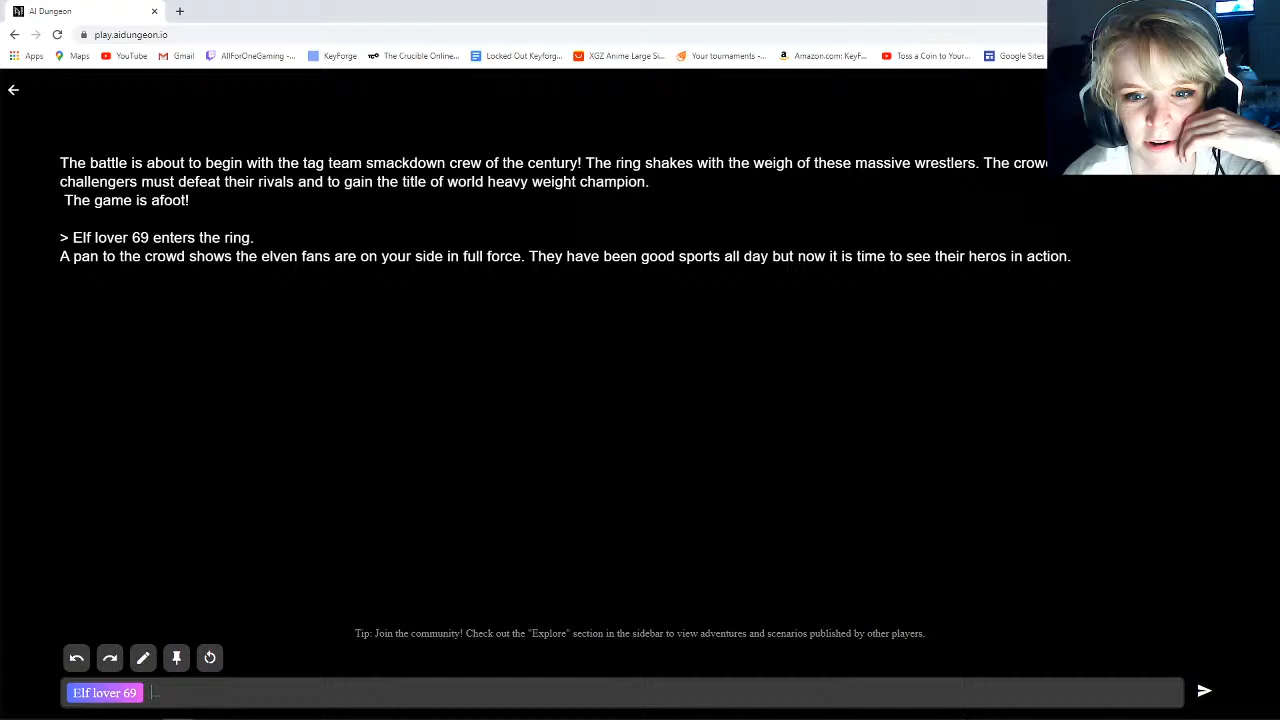 AI Dungeon
play.aidungeon.io
Apps Maps YouTube Gmail AllForOneGaming -... KeyForge The Crucible Online... Locked Out Keyforg... XGZ Anime Large Si... Your tournaments -... Amazon.com: KeyF... Toss a Coin to Your... Google Sites
The battle is about to begin with the tag team smackdown crew of the century! The ring shakes with the weigh of these massive wrestlers. The crow
challengers must defeat their rivals and to gain the title of world heavy weight champion.
The game is afoot!
> Elf lover 69 enters the ring.
A pan to the crowd shows the elven fans are on your side in full force. They have been good sports all day but now it is time to see their heros in action.
Tip: Join the community! Check out the "Explore" section in the sidebar to view adventures and scenarios published by other players.
Elf lover 69 ...